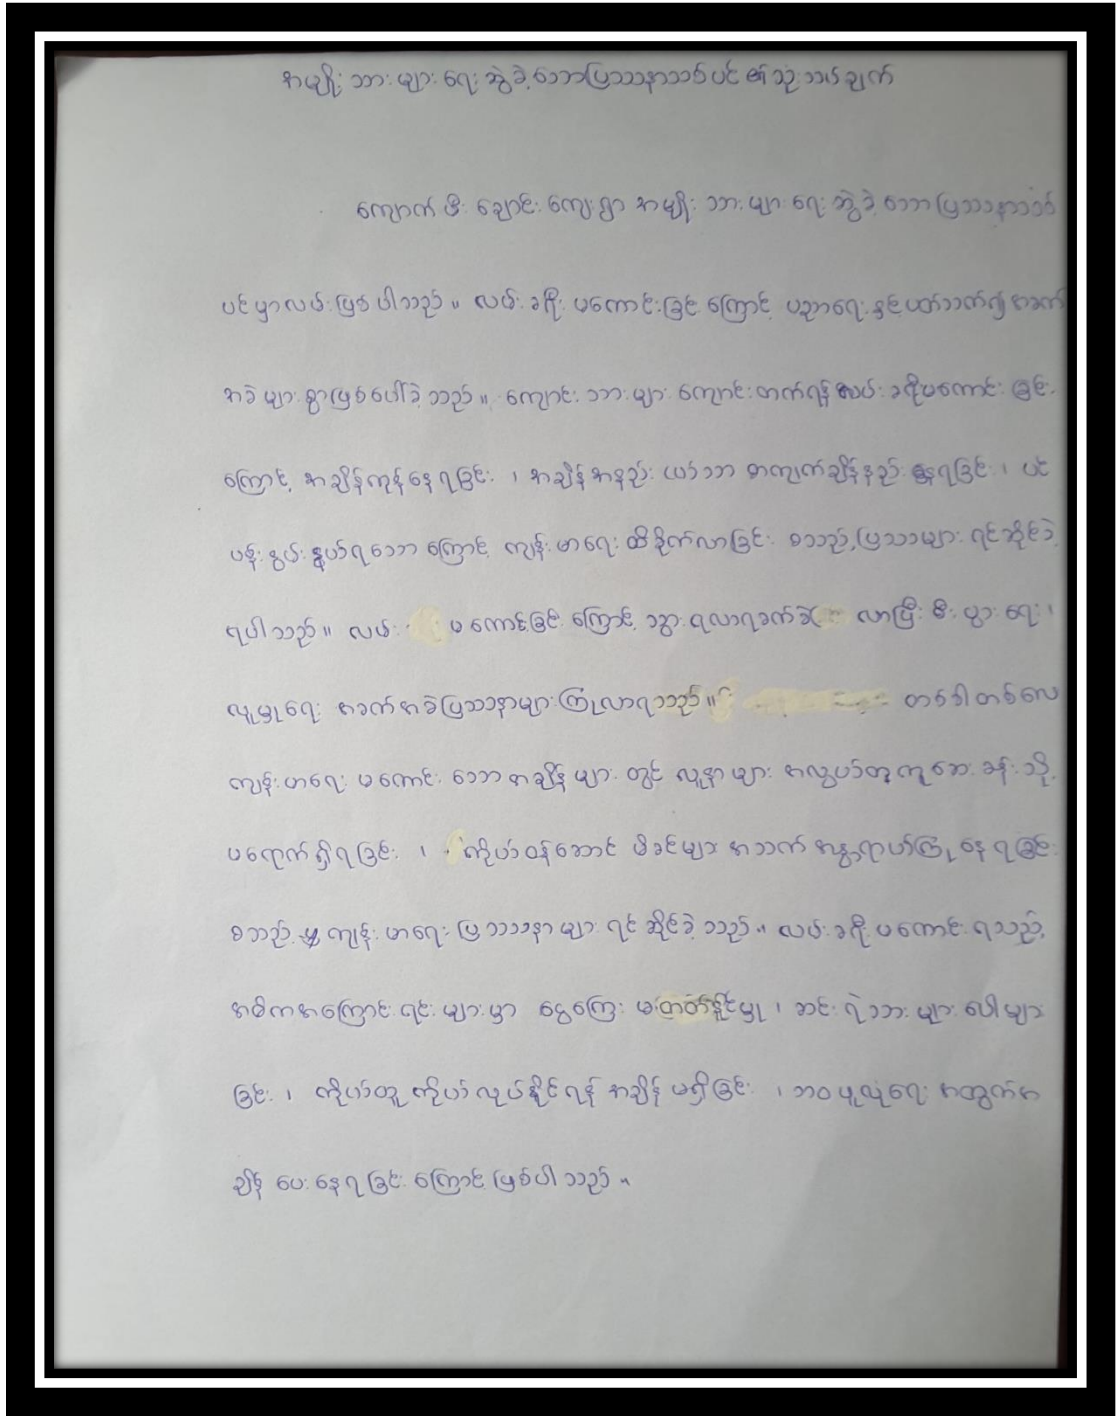 အမျိုးသားများရေးဆွဲခဲ့သောပြဿနာသစ်ပင်၏သုံးသပ်ချက်
ကျောက်မီးချောင်းကျေးရွာ အမျိုးသားများရေးဆွဲခဲ့သောပြဿနာသစ်
ပင်မှာလမ်းဖြစ်ပါသည်။ လမ်းခရီးမကောင်းခြင်းကြောင့် ပညာရေးနှင့်ပတ်သက်၍အခက်
အခဲများစွာဖြစ်ပေါ်ခဲ့သည်။ ကျောင်းသားများ ကျောင်းတက်ရန်လမ်းခရီးမကောင်းခြင်း
ကြောင့် အချိန်ကုန်နေရခြင်း၊ အချိန်အနည်းယ်သာ စာကျက်ချိန်နည်းနေရခြင်း၊ ပင်
ပန်းနွမ်းနွယ်ရသောကြောင့် ကျန်းမာရေးထိခိုက်လာခြင်း စသည့်ပြသာများ ရင်ဆိုင်ခဲ့
ရပါသည်။ လမ်း မကောင်ခြင်းကြောင့် သွားရလာရခက်ခဲ လာပြီး စီးပွားရေး၊
လူမှုရေး အခက်အခဲပြဿနာများကြုံလာရသည်။ တစ်ခါတစ်လေ
ကျန်းမာရေး မကောင်းသောအချိန်များတွင် လူနာများ အလွယ်တကူဆေးခန်းသို့
မရောက်ရှိရခြင်း၊ ကိုယ်ဝန်ဆောင် မိခင်များ အသက်အန္တရာယ်ကြုံနေရခြင်း
စသည့် ကျန်းမာရေးပြဿနာများ ရင်ဆိုင်ခဲ့သည်။ လမ်းခရီးမကောင်းရသည့်
အဓိကအကြောင်းရင်းများမှာ ငွေကြေး မတတ်နိုင်မှု၊ ဆင်းရဲသားများပေါများ
ခြင်း၊ ကိုယ်တူကိုယ်လုပ်နိုင်ရန် အချိန်မရှိခြင်း၊ ဘဝပူလုံရေးအတွက်အ
ချိန်ပေးနေရခြင်းကြောင့်ဖြစ်ပါသည်။